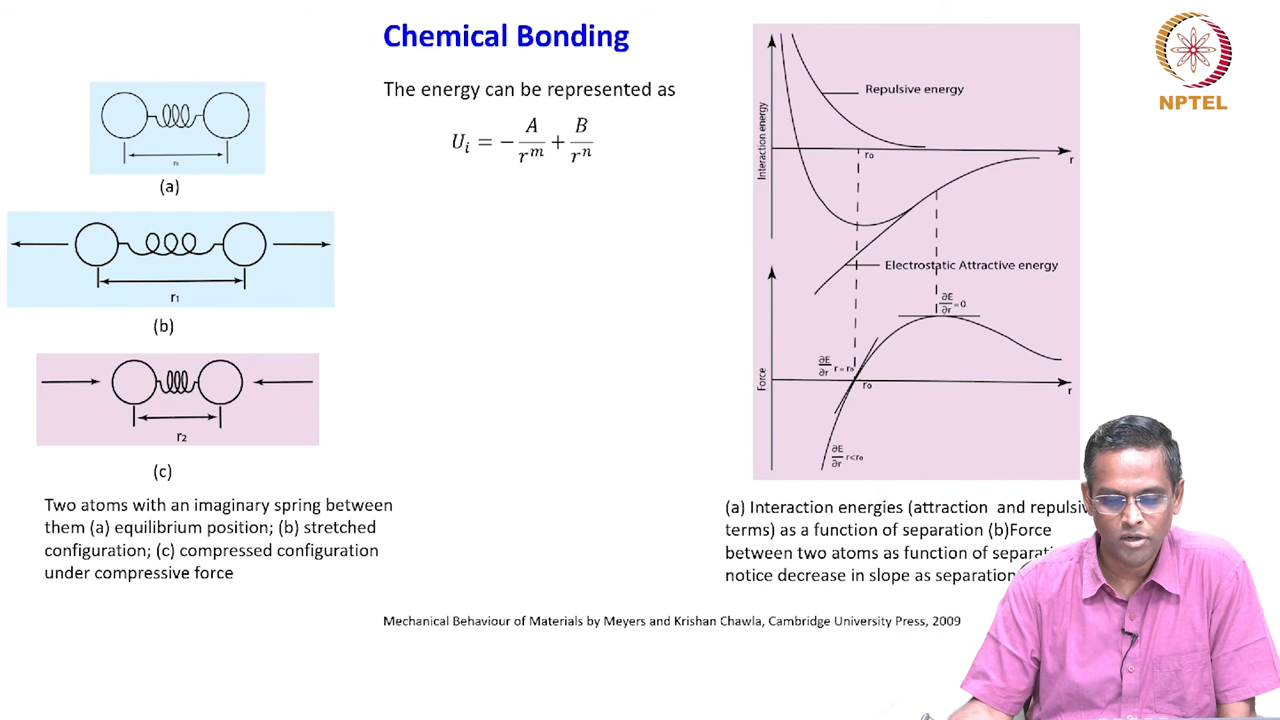 Chemical Bonding
NPTEL
The energy can be represented as
U_i = − A/r^m + B/r^n
r₀
(a)
r₁
(b)
r₂
(c)
Two atoms with an imaginary spring between
them (a) equilibrium position; (b) stretched
configuration; (c) compressed configuration
under compressive force
Interaction energy
Repulsive energy
r₀
r
Electrostatic Attractive energy
Force
∂E/∂r = 0
∂E/∂r r = r₀
r₀
r
∂E/∂r r<r₀
(a) Interaction energies (attraction and
terms) as a function of separation (b)Force
between two atoms as function of
notice decrease in slope as separation
Mechanical Behaviour of Materials by Meyers and Krishan Chawla, Cambridge University Press, 2009